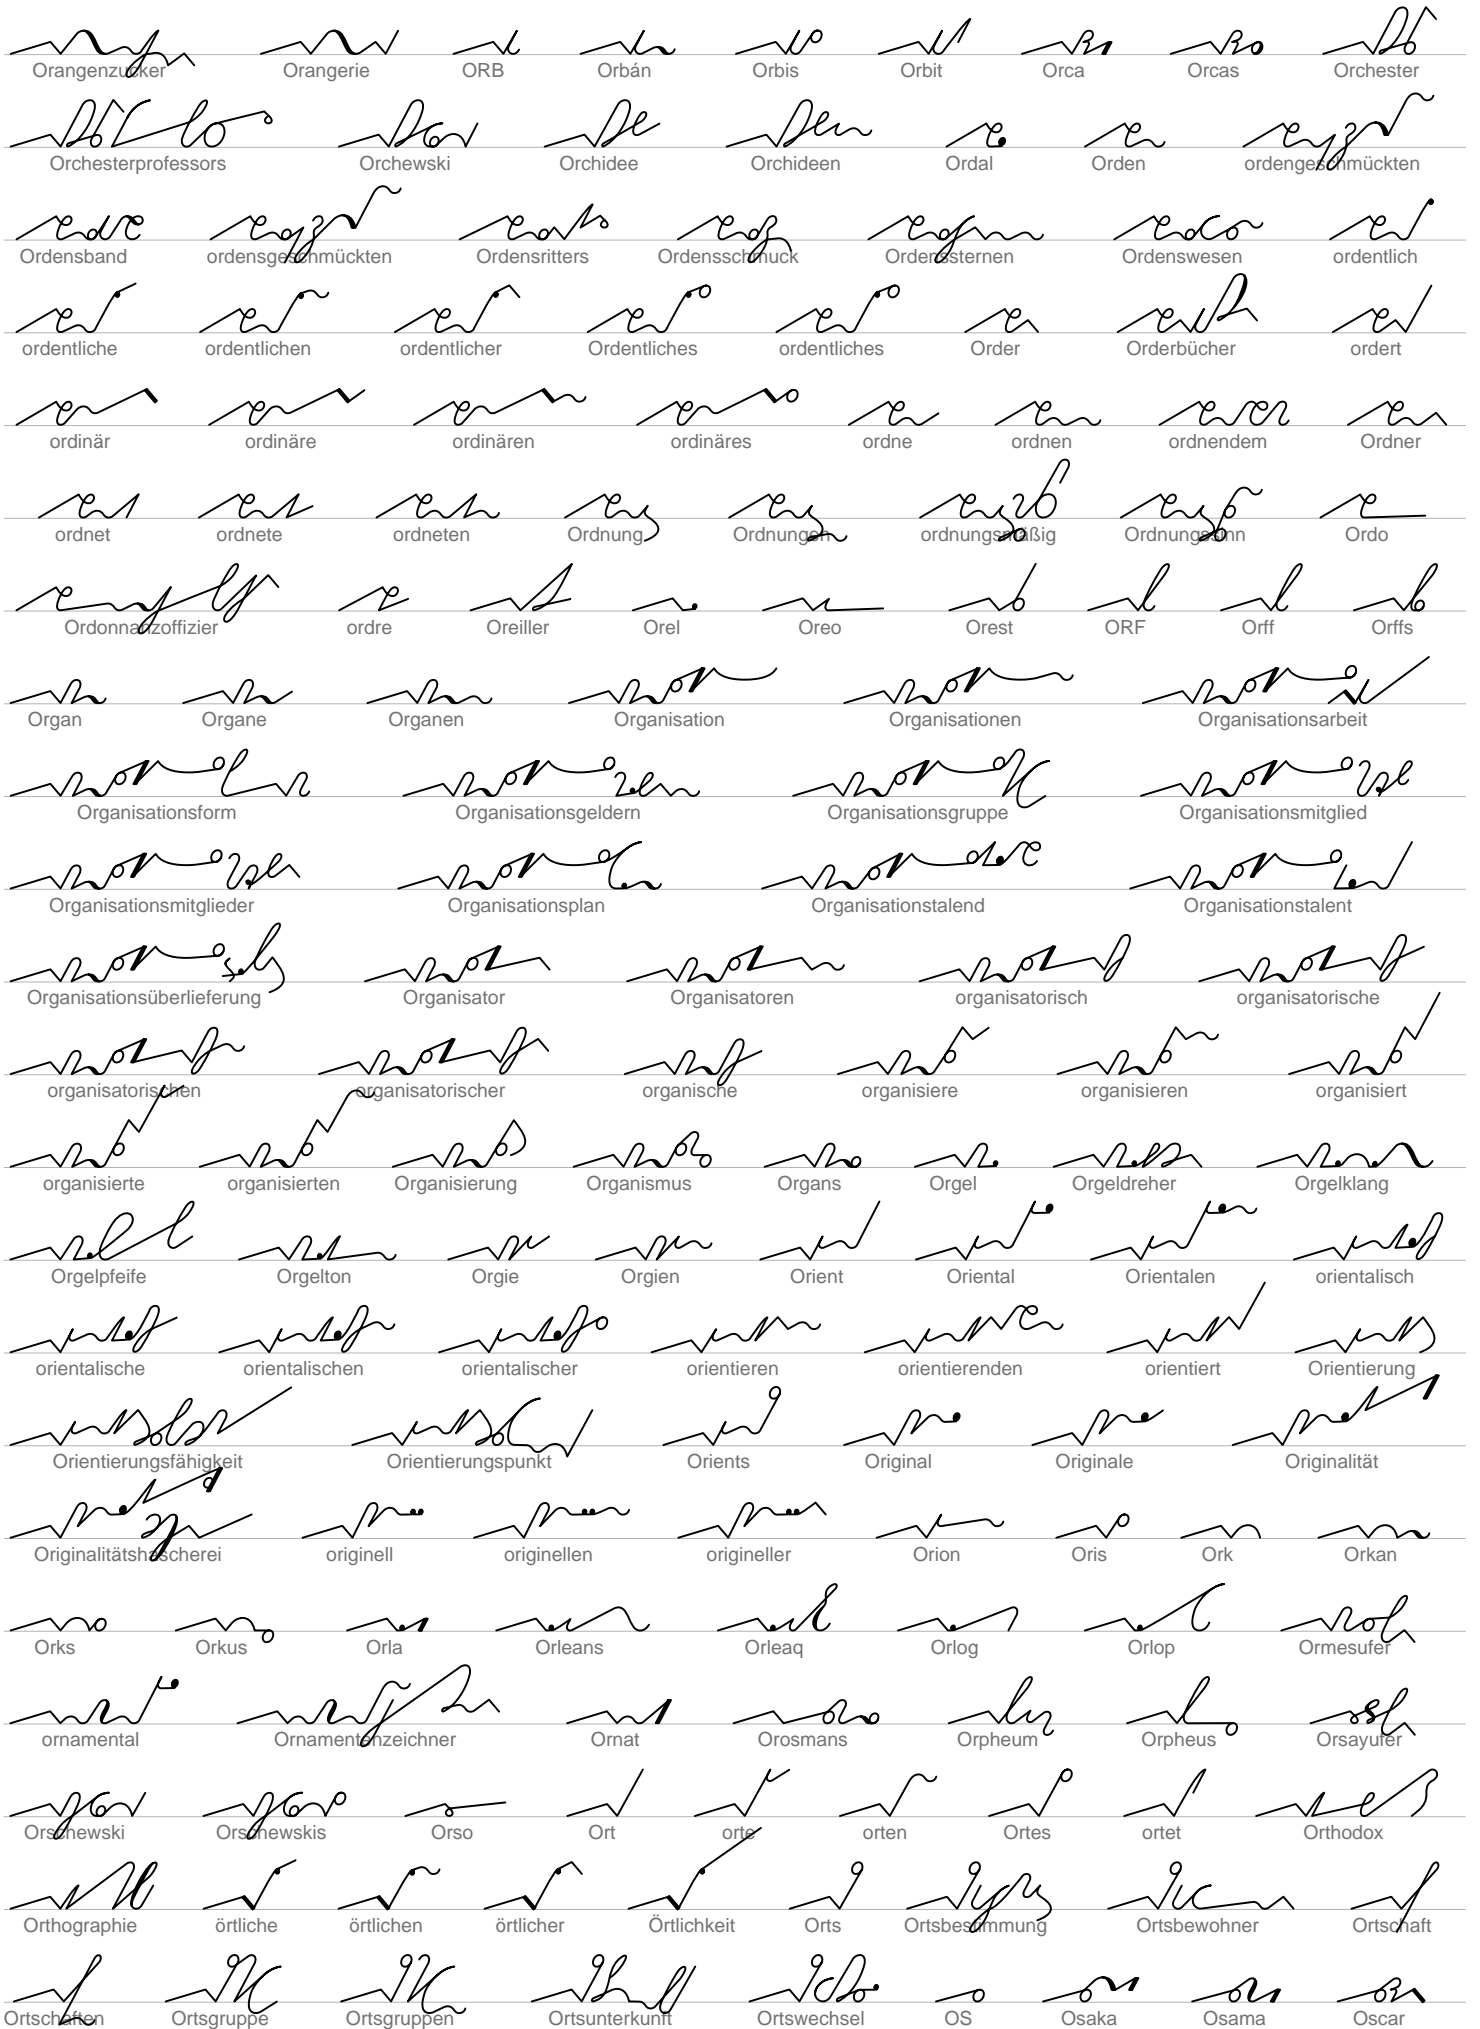 Orangenzucker Orangerie ORB Orbán Orbis Orbit Orca Orcas Orchester
Orchesterprofessors Orchewski Orchidee Orchideen Ordal Orden ordengeschmückten
Ordensband ordensgeschmückten Ordensritters Ordensschmuck Ordenssternen Ordenswesen ordentlich
ordentliche ordentlichen ordentlicher Ordentliches ordentliches Order Orderbücher ordert
ordinär ordinäre ordinären ordinäres ordne ordnen ordnendem Ordner
ordnet ordnete ordneten Ordnung Ordnungen ordnungsmäßig Ordnungssinn Ordo
Ordonnanzoffizier ordre Oreiller Orel Oreo Orest ORF Orff Orffs
Organ Organe Organen Organisation Organisationen Organisationsarbeit
Organisationsform Organisationsgeldern Organisationsgruppe Organisationsmitglied
Organisationsmitglieder Organisationsplan Organisationstalend Organisationstalent
Organisationsüberlieferung Organisator Organisatoren organisatorisch organisatorische
organisatorischen organisatorischer organische organisiere organisieren organisiert
organisierte organisierten Organisierung Organismus Organs Orgel Orgeldreher Orgelklang
Orgelpfeife Orgelton Orgie Orgien Orient Oriental Orientalen orientalisch
orientalische orientalischen orientalischer orientieren orientierenden orientiert Orientierung
Orientierungsfähigkeit Orientierungspunkt Orients Original Originale Originalität
Originalitätshascherei originell originellen origineller Orion Oris Ork Orkan
Orks Orkus Orla Orleans Orleaq Orlog Orlop Ormesufer
ornamental Ornamentenzeichner Ornat Orosmans Orpheum Orpheus Orsayufer
Orschewski Orschewskis Orso Ort orte orten Ortes ortet Orthodox
Orthographie örtliche örtlichen örtlicher Örtlichkeit Orts Ortsbestimmung Ortsbewohner Ortschaft
Ortschaften Ortsgruppe Ortsgruppen Ortsunterkunft Ortswechsel OS Osaka Osama Oscar